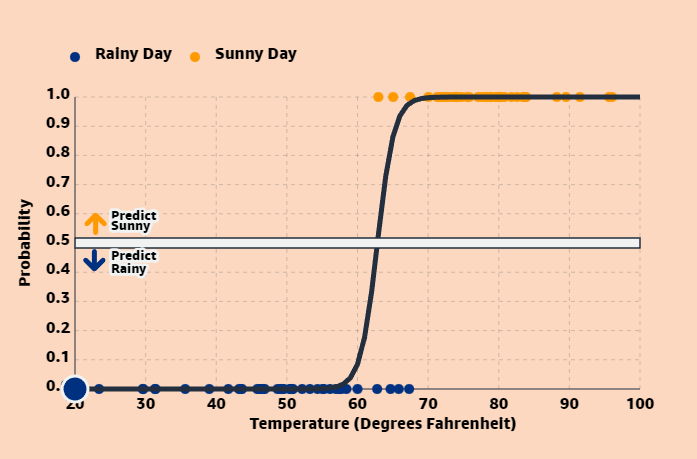 Rainy Day Sunny Day
1.0
0.9
0.8
0.7
0.6
0.5
0.4
0.3
0.2
0.1
0.
Predict
Sunny
Predict
Rainy
Probability
20 30 40 50 60 70 80 90 100
Temperature (Degrees Fahrenheit)